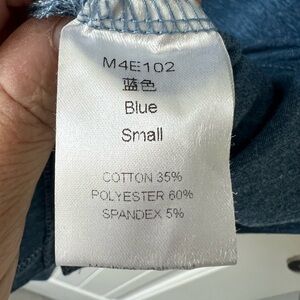 M4E102
蓝色
Blue
Small
COTTON 35%
POLYESTER 60%
SPANDEX 5%